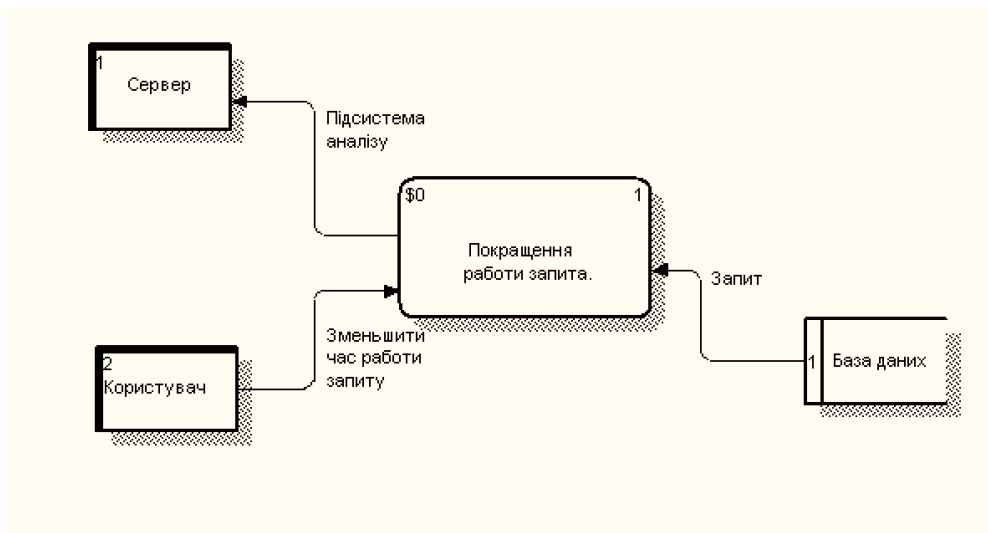 1
Сервер
Підсистема
аналізу
$0
1
Покращення
работи запита.
Запит
Зменьшити
час работи
запиту
2
Користувач
1
База даних